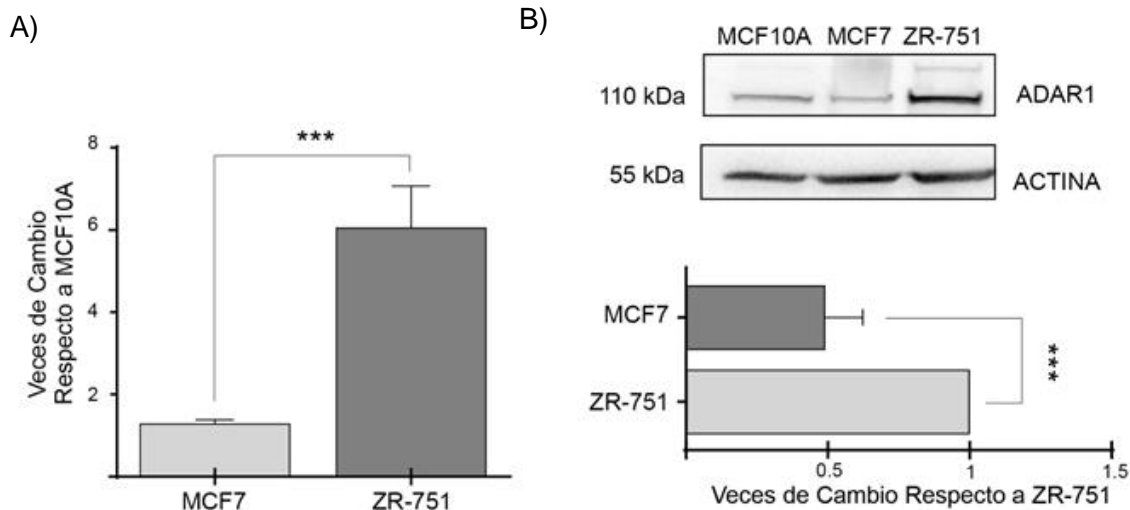 A)
***
8
6
4
2
Veces de Cambio
Respecto a MCF10A
MCF7
ZR-751
B)
MCF10A MCF7 ZR-751
110 kDa
ADAR1
55 kDa
ACTINA
MCF7
ZR-751
***
0.5
1
1.5
Veces de Cambio Respecto a ZR-751